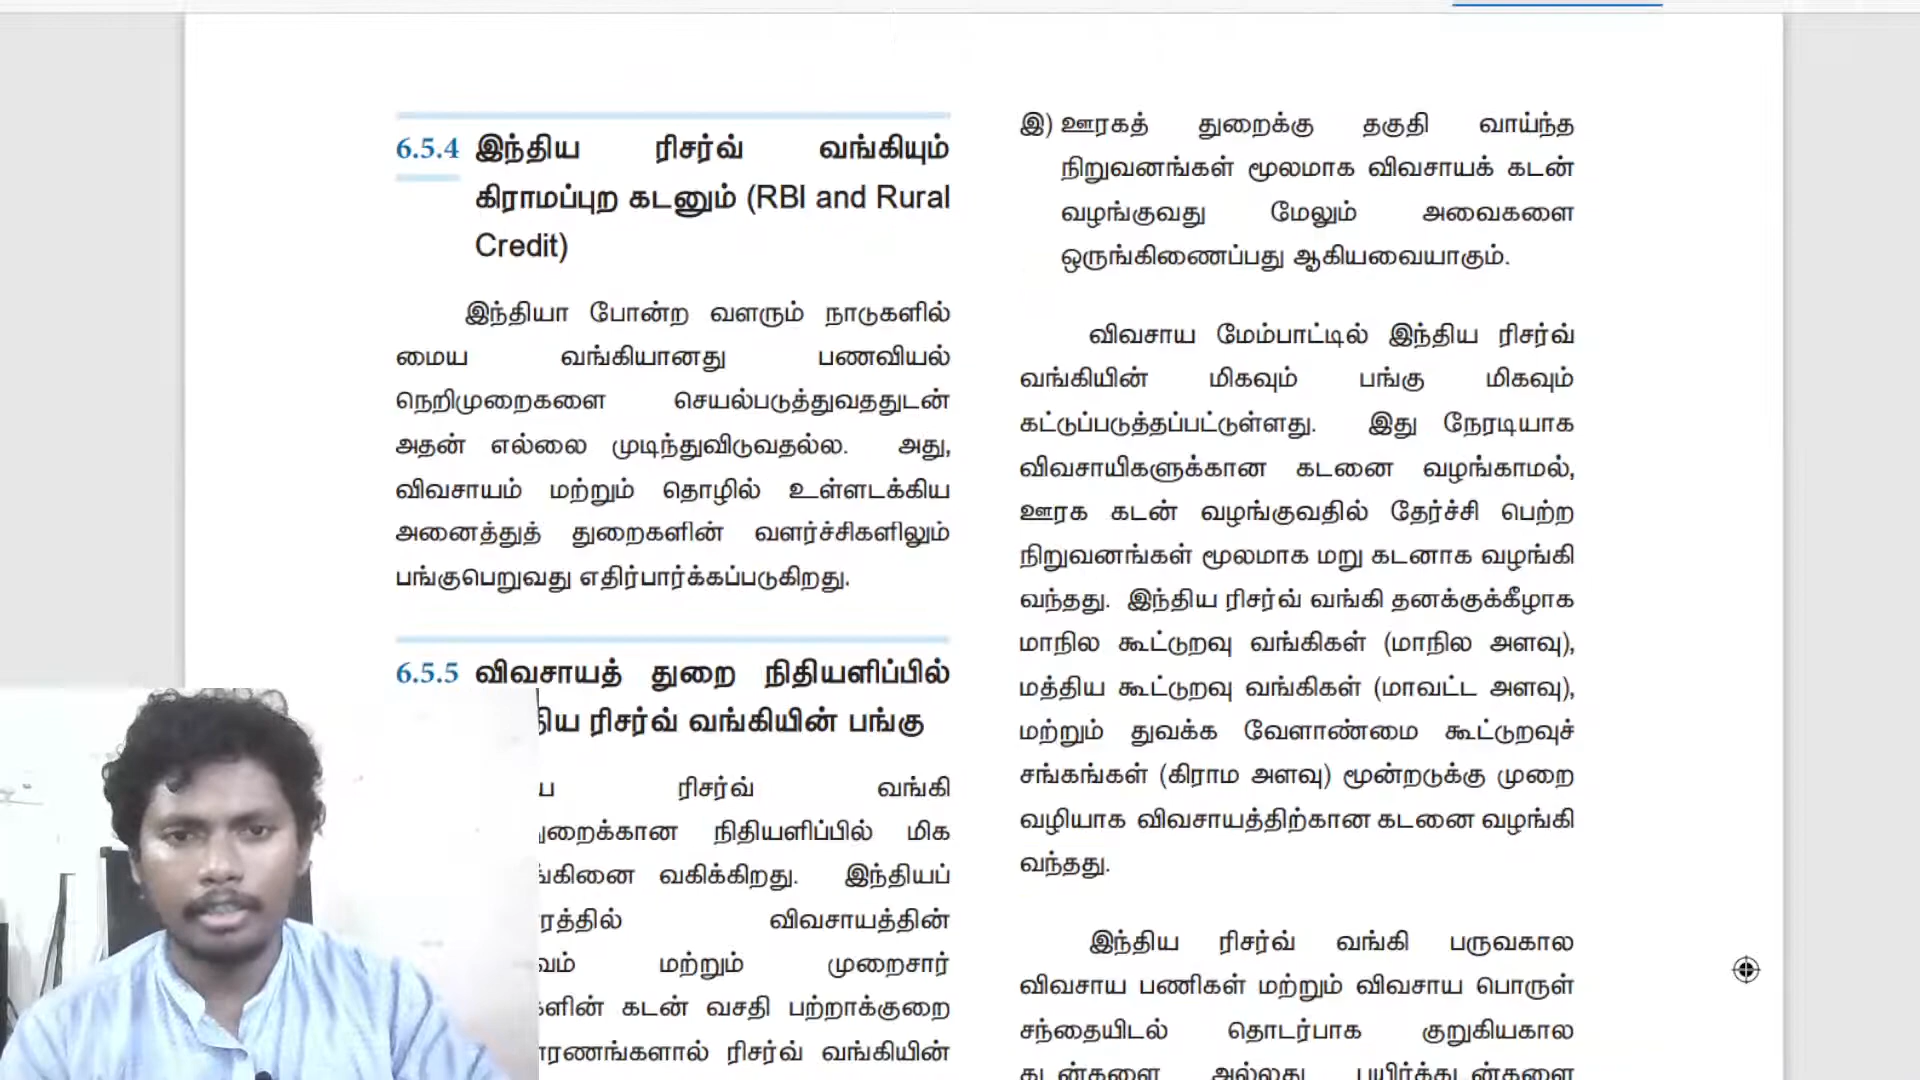 6.5.4 இந்திய ரிசர்வ் வங்கியும்
கிராமப்புற கடனும் (RBI and Rural
Credit)
இந்தியா போன்ற வளரும் நாடுகளில்
மைய வங்கியானது பணவியல்
நெறிமுறைகளை செயல்படுத்துவததுடன்
அதன் எல்லை முடிந்துவிடுவதல்ல. அது,
விவசாயம் மற்றும் தொழில் உள்ளடக்கிய
அனைத்துத் துறைகளின் வளர்ச்சிகளிலும்
பங்குபெறுவது எதிர்பார்க்கப்படுகிறது.
6.5.5 விவசாயத் துறை நிதியளிப்பில்
ரிசர்வ் வங்கியின் பங்கு
ரிசர்வ் வங்கி
நிதியளிப்பில் மிக
வகிக்கிறது. இந்தியப்
விவசாயத்தின்
மற்றும் முறைசார்
கடன் வசதி பற்றாக்குறை
ரிசர்வ் வங்கியின்
இ) ஊரகத் துறைக்கு தகுதி வாய்ந்த
நிறுவனங்கள் மூலமாக விவசாயக் கடன்
வழங்குவது மேலும் அவைகளை
ஒருங்கிணைப்பது ஆகியவையாகும்.
விவசாய மேம்பாட்டில் இந்திய ரிசர்வ்
வங்கியின் மிகவும் பங்கு மிகவும்
கட்டுப்படுத்தப்பட்டுள்ளது. இது நேரடியாக
விவசாயிகளுக்கான கடனை வழங்காமல்,
ஊரக கடன் வழங்குவதில் தேர்ச்சி பெற்ற
நிறுவனங்கள் மூலமாக மறு கடனாக வழங்கி
வந்தது. இந்திய ரிசர்வ் வங்கி தனக்குக்கீழாக
மாநில கூட்டுறவு வங்கிகள் (மாநில அளவு),
மத்திய கூட்டுறவு வங்கிகள் (மாவட்ட அளவு),
மற்றும் துவக்க வேளாண்மை கூட்டுறவுச்
சங்கங்கள் (கிராம அளவு) மூன்றடுக்கு முறை
வழியாக விவசாயத்திற்கான கடனை வழங்கி
வந்தது.
இந்திய ரிசர்வ் வங்கி பருவகால
விவசாய பணிகள் மற்றும் விவசாய பொருள்
சந்தையிடல் தொடர்பாக குறுகியகால
கடன்களை அல்லது பயிர்க்கடன்களை